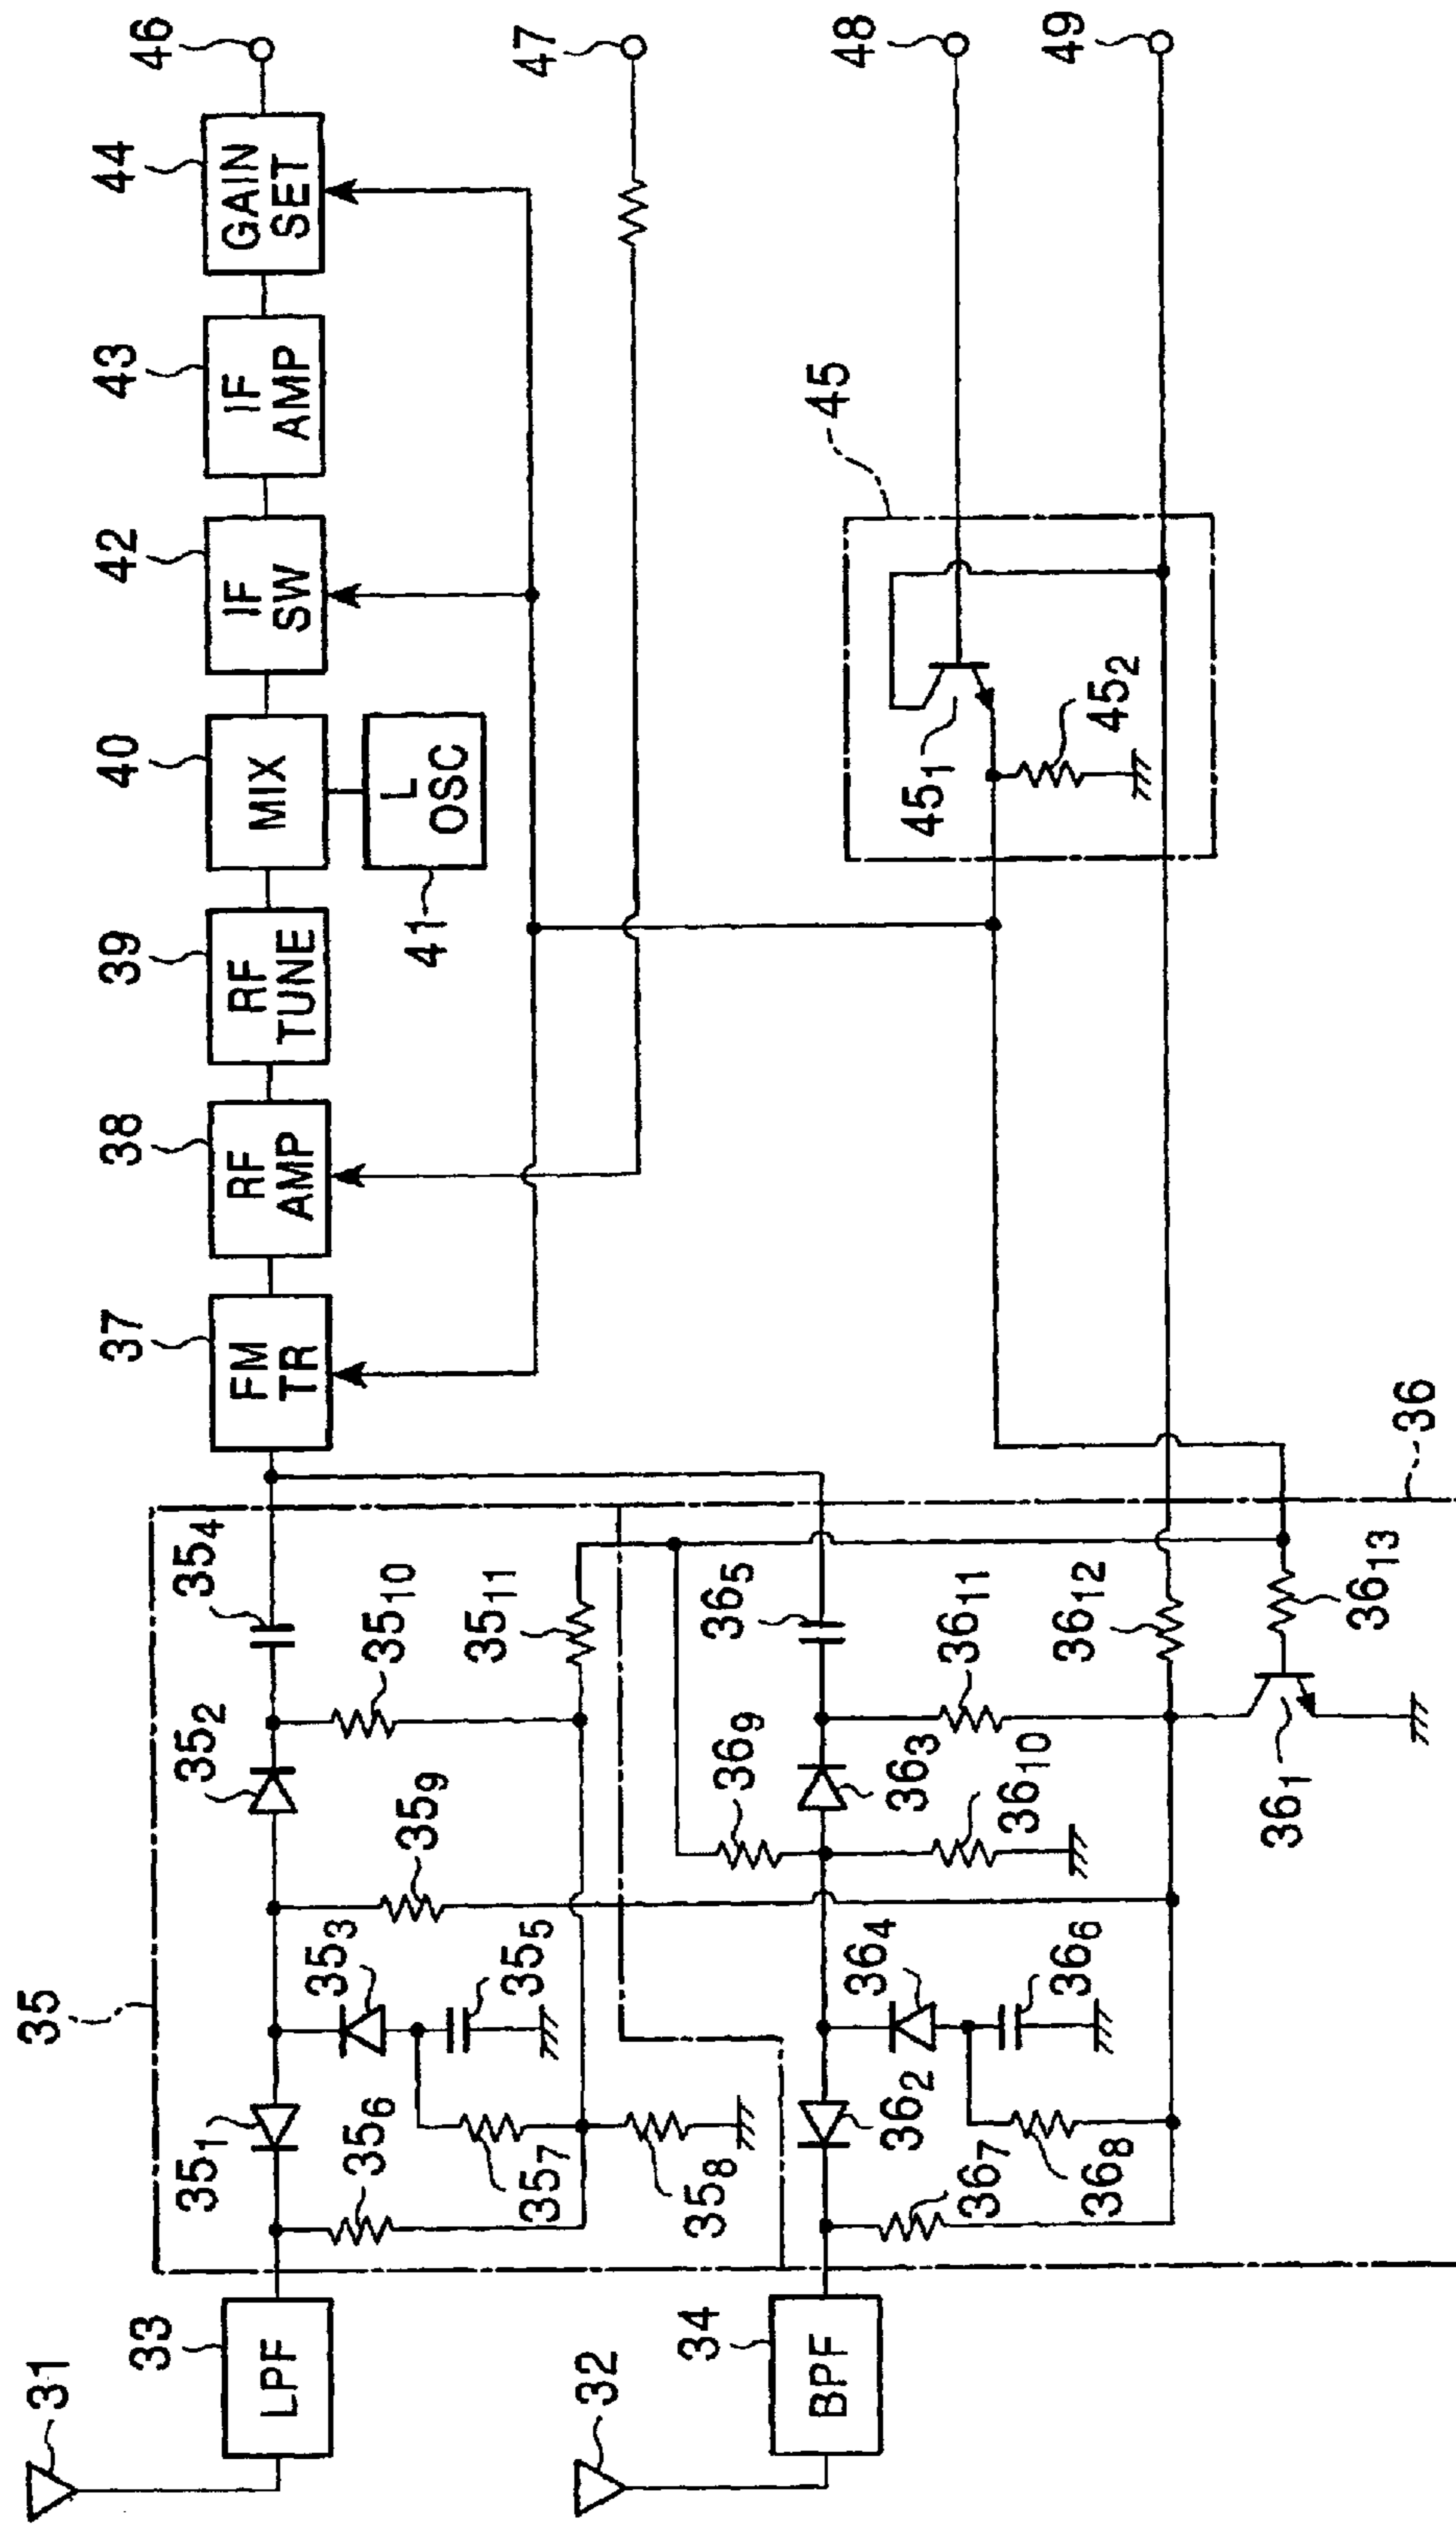 31
32
33
LPF
34
BPF
35
35₁
35₂
35₃
35₄
35₅
35₆
35₇
35₈
35₉
35₁₀
35₁₁
36₂
36₃
36₄
36₅
36₆
36₇
36₈
36₉
36₁₀
36₁₁
36₁₂
36₁₃
36₁
36
37
FM
TR
38
RF
AMP
39
RF
TUNE
40
MIX
41
L
OSC
42
IF
SW
43
IF
AMP
44
GAIN
SET
45
45₁
45₂
46
47
48
49